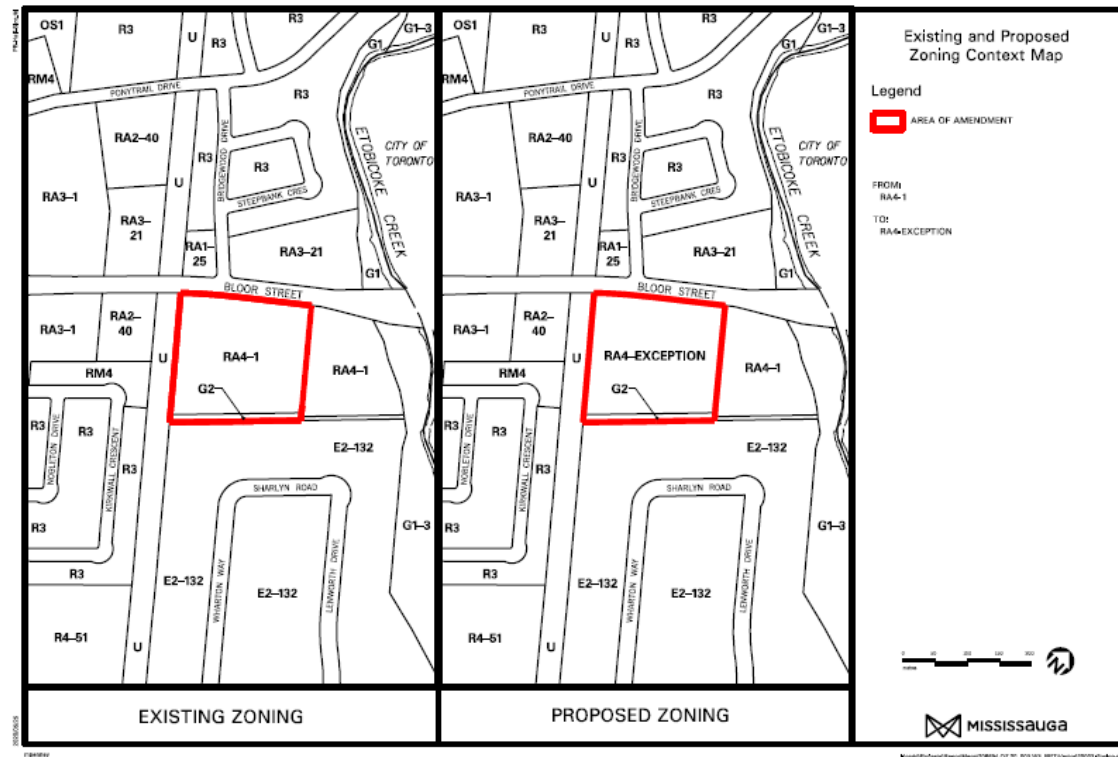 OS1
R3
U
R3
R3
G1
G1–3
RM4
PONYTRAIL DRIVE
R3
RA2–40
BRIDGEWOOD DRIVE
R3
R3
ETOBICOKE CREEK
CITY OF
TORONTO
U
STEEPBANK CRES
RA3–1
RA3–
21
RA1–
25
RA3–21
G1
BLOOR STREET
RA3–1
RA2–
40
U
RA4–1
RA4–1
RM4
G2
R3
NOBLETON DRIVE
R3
KIRKWALL CRESCENT
R3
E2–132
SHARLYN ROAD
R3
G1–3
R3
WHARTON WAY
LENWORTH DRIVE
E2–132
E2–132
R4–51
U
EXISTING ZONING
OS1
R3
U
R3
R3
G1
G1–3
RM4
PONYTRAIL DRIVE
R3
RA2–40
BRIDGEWOOD DRIVE
R3
R3
ETOBICOKE CREEK
CITY OF
TORONTO
U
STEEPBANK CRES
RA3–1
RA3–
21
RA1–
25
RA3–21
G1
BLOOR STREET
RA3–1
RA2–
40
U
RA4–EXCEPTION
RA4–1
RM4
G2
R3
NOBLETON DRIVE
R3
KIRKWALL CRESCENT
R3
E2–132
SHARLYN ROAD
R3
G1–3
R3
WHARTON WAY
LENWORTH DRIVE
E2–132
E2–132
R4–51
U
PROPOSED ZONING
Existing and Proposed
Zoning Context Map
Legend
AREA OF AMENDMENT
FROM:
RA4-1
TO:
RA4-EXCEPTION
MISSISSAUGA